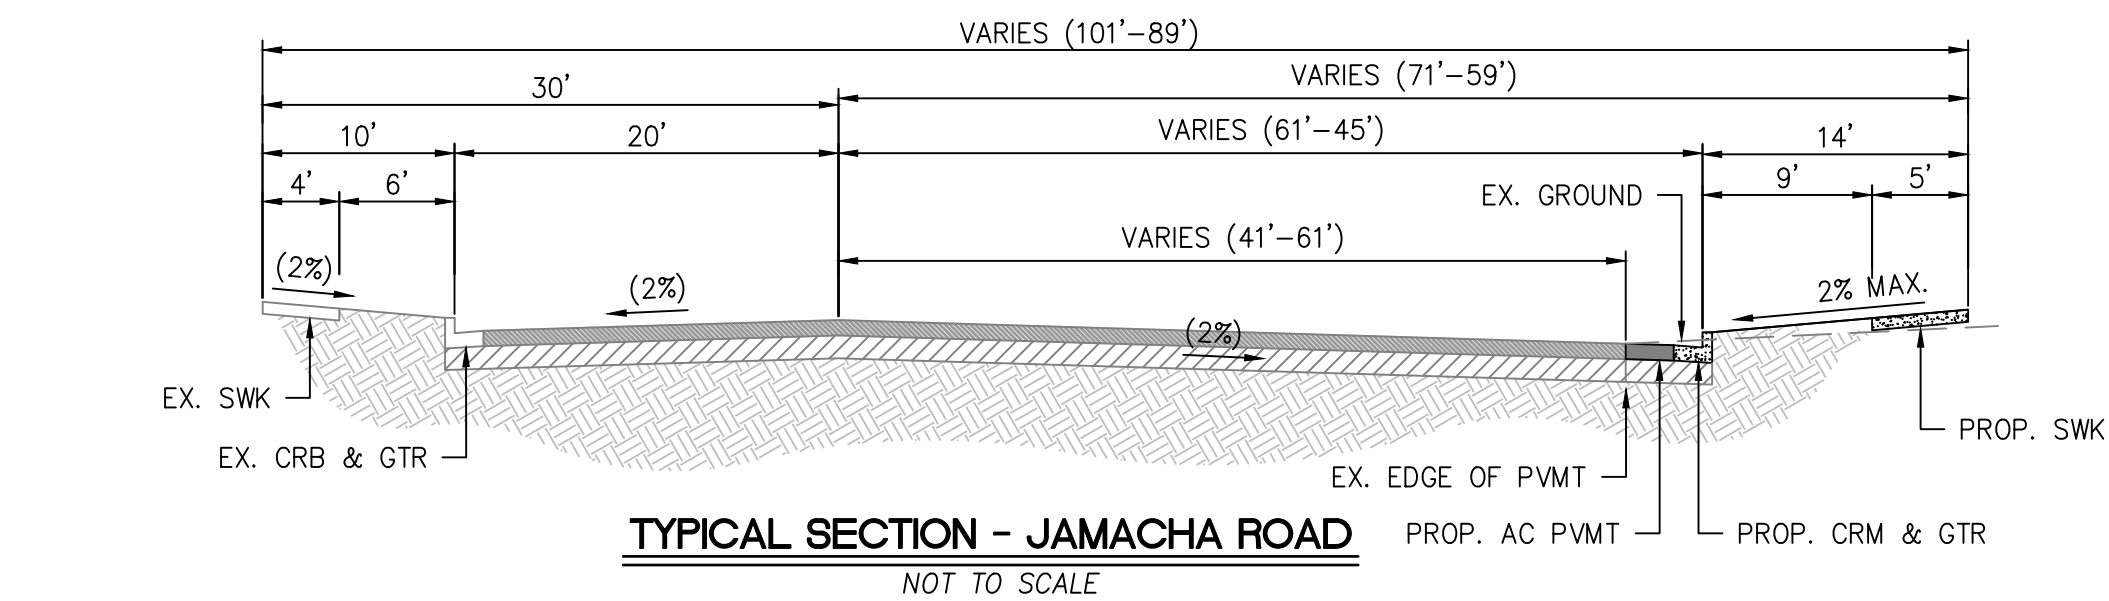 VARIES (101'-89')
VARIES (71'-59')
30'
VARIES (61'-45')
10'
20'
14'
4'
6'
9'
5'
EX. GROUND
VARIES (41'-61')
(2%)
(2%)
(2%)
2% MAX.
EX. SWK
EX. CRB & GTR
PROP. SWK
EX. EDGE OF PVMT
PROP. AC PVMT
PROP. CRM & GTR
TYPICAL SECTION - JAMACHA ROAD
NOT TO SCALE